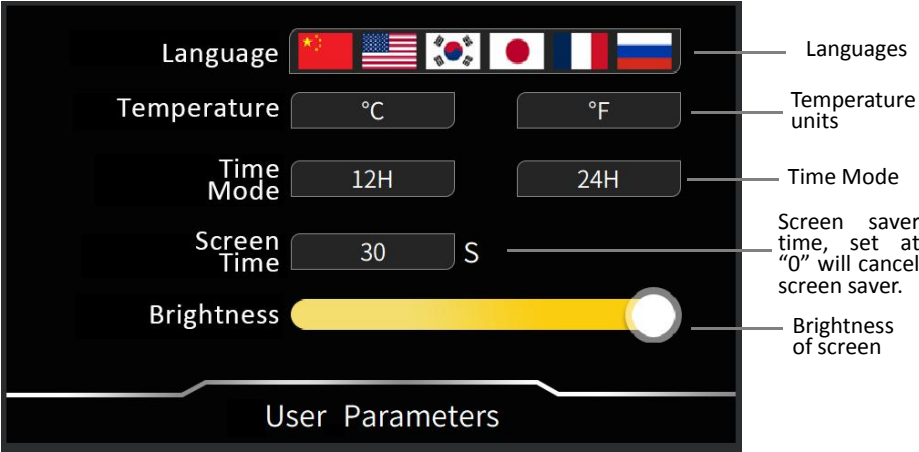 Language
Languages
Temperature
°C
°F
Temperature
units
Time
Mode
12H
24H
Time Mode
Screen
Time
30
S
Screen saver
time, set at
“0” will cancel
screen saver.
Brightness
Brightness
of screen
User Parameters